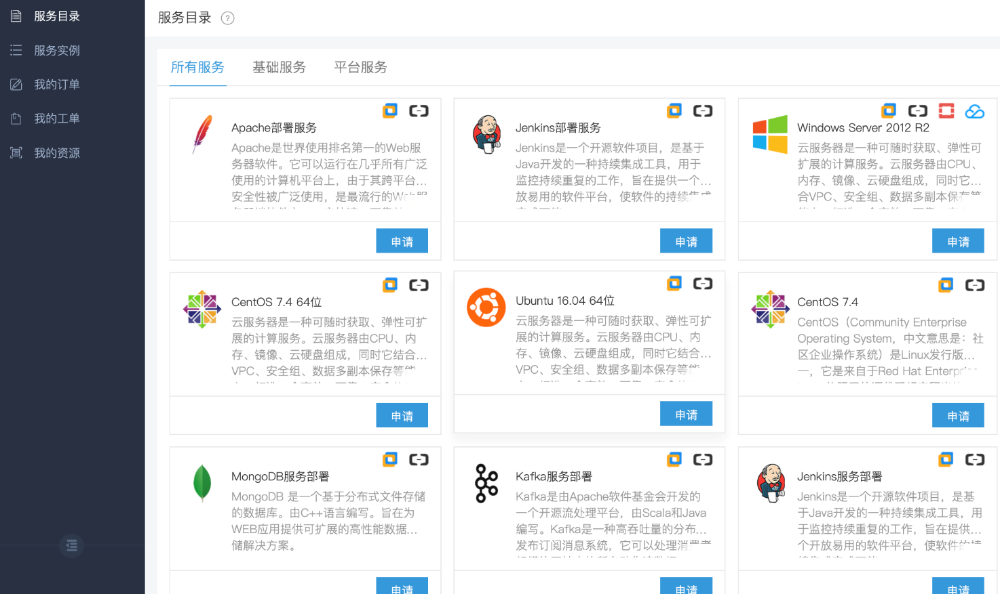 服务目录
服务实例
我的订单
我的工单
我的资源
服务目录 ?
所有服务 基础服务 平台服务
Apache部署服务
Apache是世界使用排名第一的Web服
务器软件。它可以运行在几乎所有广泛
使用的计算机平台上，由于其跨平台...
安全性被广泛使用，是最流行的Web服
申请
Jenkins部署服务
Jenkins是一个开源软件项目，是基于
Java开发的一种持续集成工具，用于
监控持续重复的工作，旨在提供一个...
放易用的软件平台，使软件的持续集成
申请
Windows Server 2012 R2
云服务器是一种可随时获取、弹性可
扩展的计算服务。云服务器由CPU、
内存、镜像、云硬盘组成，同时它...
合VPC、安全组、数据多副本保存等
申请
CentOS 7.4 64位
云服务器是一种可随时获取、弹性可扩
展的计算服务。云服务器由CPU、内
存、镜像、云硬盘组成，同时它结合...
VPC、安全组、数据多副本保存等能
申请
Ubuntu 16.04 64位
云服务器是一种可随时获取、弹性可扩
展的计算服务。云服务器由CPU、内
存、镜像、云硬盘组成，同时它结合...
VPC、安全组、数据多副本保存等能
申请
CentOS 7.4
CentOS（Community Enterprise
Operating System，中文意思是：社
区企业操作系统）是Linux发行版...
一，它是来自于Red Hat Enterprise
申请
MongoDB服务部署
MongoDB 是一个基于分布式文件存储
的数据库。由C++语言编写。旨在为
WEB应用提供可扩展的高性能数据...
储解决方案。
申请
Kafka服务部署
Kafka是由Apache软件基金会开发的
一个开源流处理平台，由Scala和Java
编写。Kafka是一种高吞吐量的分布...
发布订阅消息系统，它可以处理消费者
申请
Jenkins服务部署
Jenkins是一个开源软件项目，是基
于Java开发的一种持续集成工具，用
于监控持续重复的工作，旨在提供...
个开放易用的软件平台，使软件的持
申请